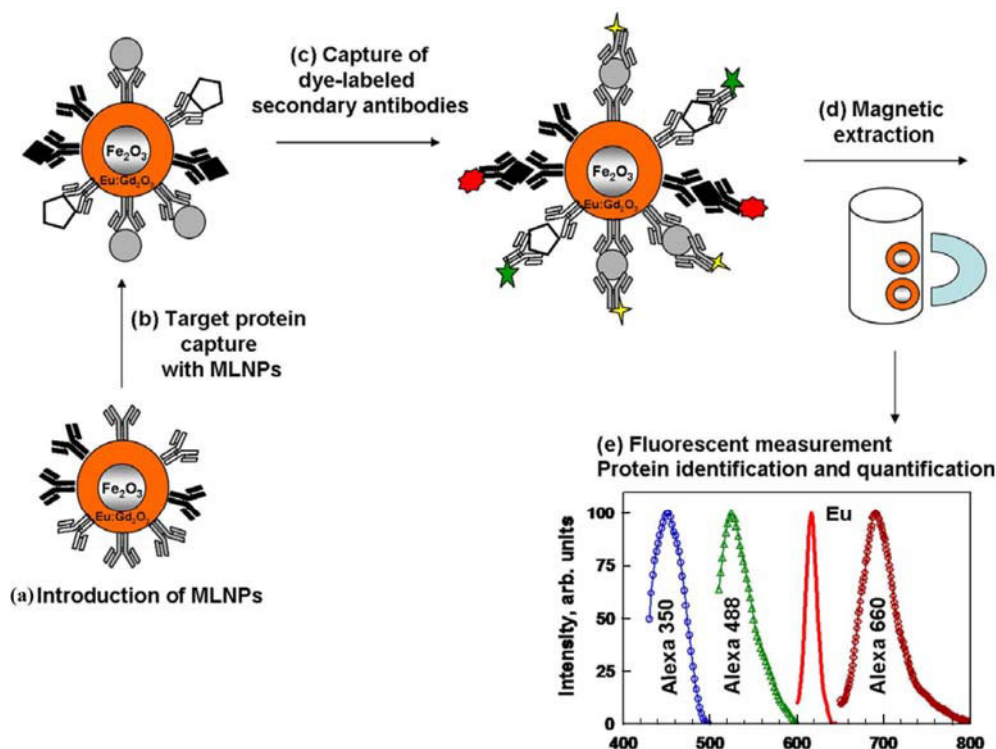 (c) Capture of
dye-labeled
secondary antibodies
(d) Magnetic
extraction
Fe₂O₃
Eu:Gd₂O₃
Fe₂O₃
Eu:Gd₂O₃
(b) Target protein
capture
with MLNPs
Fe₂O₃
Eu:Gd₂O₃
(a) Introduction of MLNPs
(e) Fluorescent measurement
Protein identification and quantification
Intensity, arb. units
100
75
50
25
0
Alexa 350
Alexa 488
Eu
Alexa 660
400
500
600
700
800